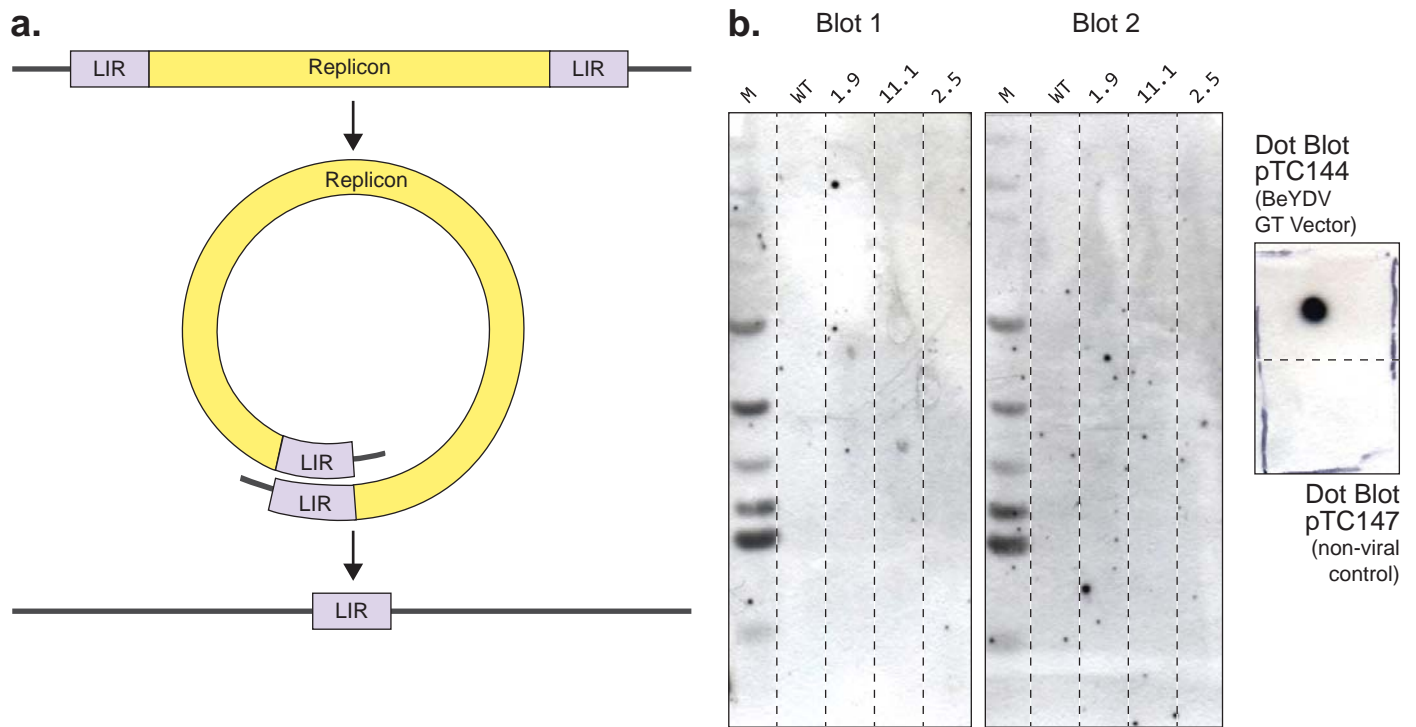 a.
LIR
Replicon
LIR
Replicon
LIR
LIR
LIR
b.
Blot 1
Blot 2
M
WT
1.9
11.1
2.5
M
WT
1.9
11.1
2.5
Dot Blot
pTC144
(BeYDV
GT Vector)
Dot Blot
pTC147
(non-viral
control)